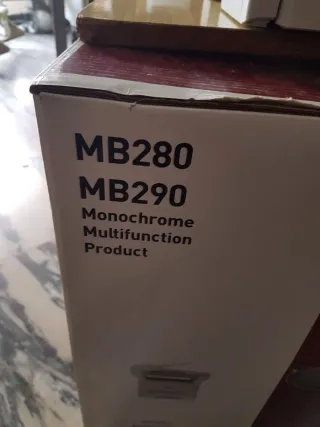 MB280
MB290
Monochrome
Multifunction
Product